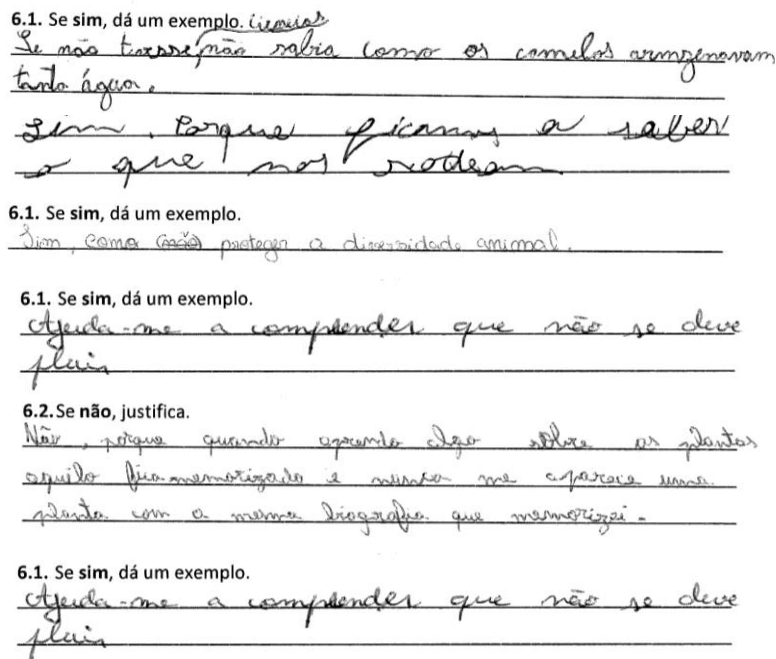 6.1. Se sim, dá um exemplo. Ciências
Se não tivesse, não sabia como os camelos armzenavam
tanta água.
Sim. Porque ficamos a saber
o que nos rodeam
6.1. Se sim, dá um exemplo.
Sim, como proteger a diversidade animal.
6.1. Se sim, dá um exemplo.
Ajuda-me a comprender que não se deve
6.2. Se não, justifica.
Não, porque quando aprendo algo sobre as plantas
aquilo fica memorizado e nunca me aparece uma
planta com a mesma biografia que memorizei.
6.1. Se sim, dá um exemplo.
Ajuda-me a comprender que não se deve